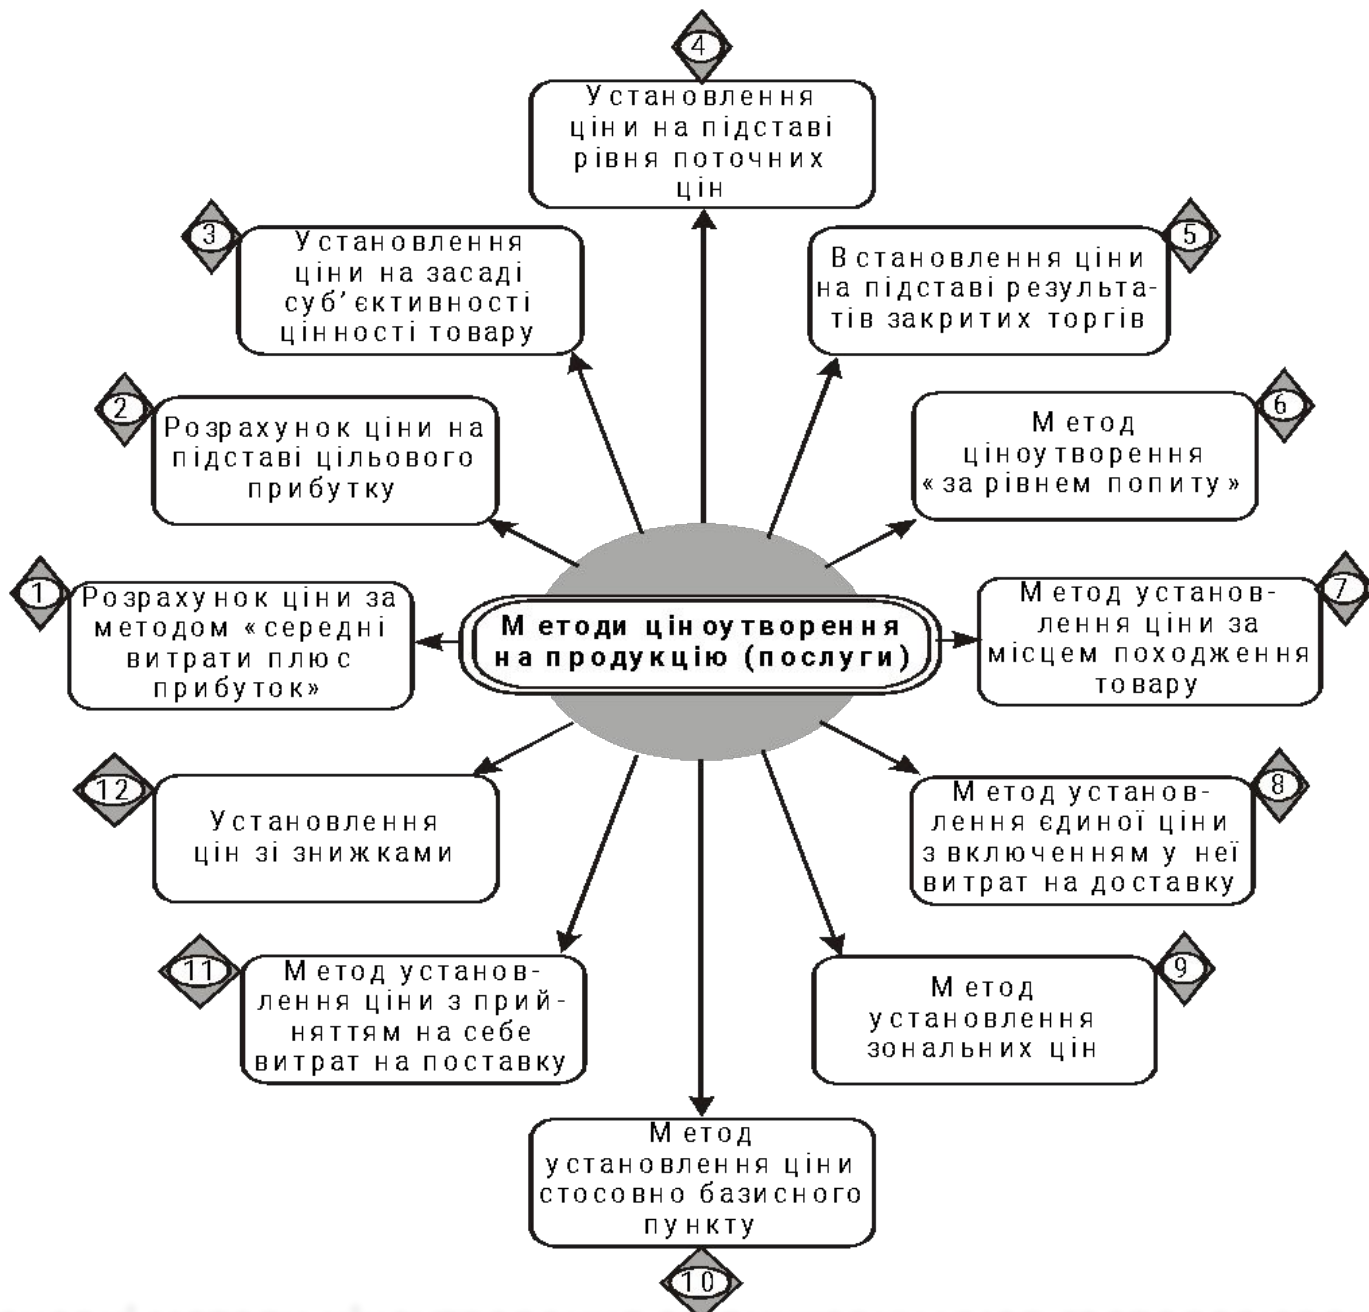 4
Установлення
ціни на підставі
рівня поточних
цін
3
Установлення
ціни на засаді
суб’єктивності
цінності товару
5
Встановлення ціни
на підставі результа-
тів закритих торгів
2
Розрахунок ціни на
підставі цільового
прибутку
6
Метод
ціноутворення
«за рівнем попиту»
1
Розрахунок ціни за
методом «середні
витрати плюс
прибуток»
Методи ціноутворення
на продукцію (послуги)
7
Метод установ-
лення ціни за
місцем походження
товару
12
Установлення
цін зі знижками
8
Метод установ-
лення єдиної ціни
з включенням у неї
витрат на доставку
11
Метод установ-
лення ціни з прий-
няттям на себе
витрат на поставку
9
Метод
установлення
зональних цін
Метод
установлення ціни
стосовно базисного
пункту
10